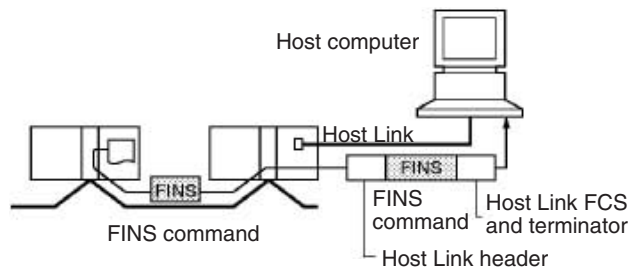 Host computer
Host Link
FINS
FINS
FINS command
FINS
command
Host Link FCS
and terminator
Host Link header